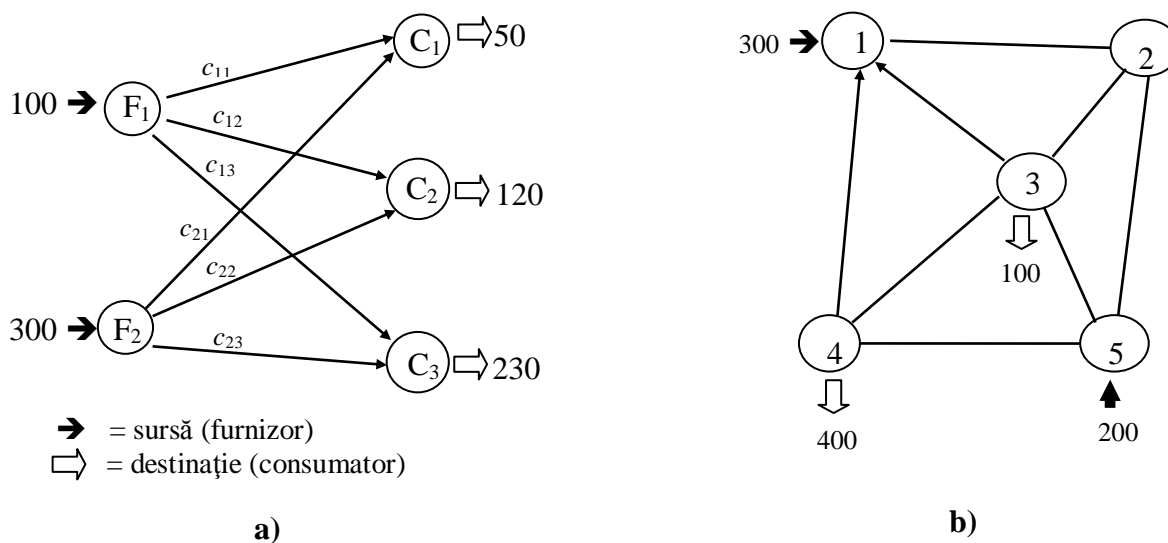 C₁ 50
c₁₁
100 F₁
c₁₂
c₁₃
C₂ 120
c₂₁
c₂₂
300 F₂
c₂₃
C₃ 230
= sursă (furnizor)
= destinaţie (consumator)
a)
300 1
2
3
100
4
5
400
200
b)